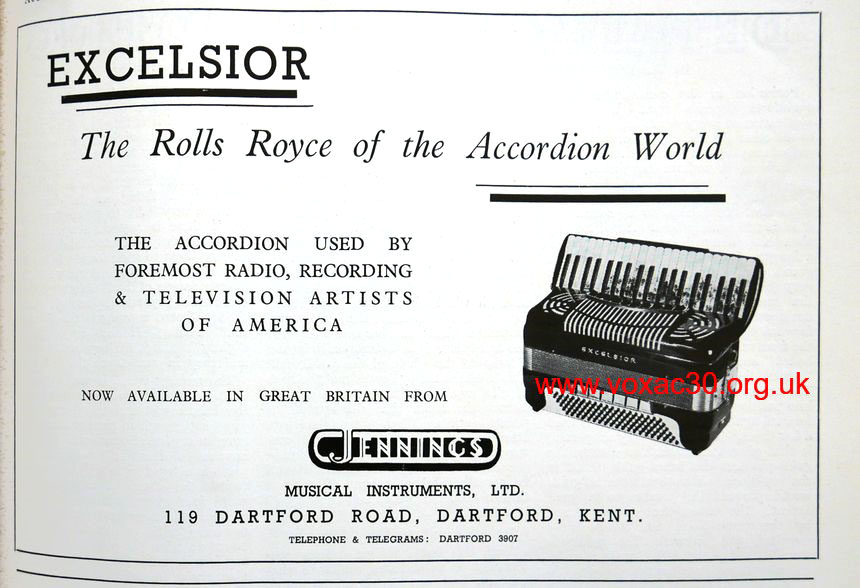 EXCELSIOR
The Rolls Royce of the Accordion World
THE ACCORDION USED BY
FOREMOST RADIO, RECORDING
& TELEVISION ARTISTS
OF AMERICA
EXCELSIOR
www.voxac30.org.uk
NOW AVAILABLE IN GREAT BRITAIN FROM
JENNINGS
MUSICAL INSTRUMENTS, LTD.
119 DARTFORD ROAD, DARTFORD, KENT.
TELEPHONE & TELEGRAMS: DARTFORD 3907